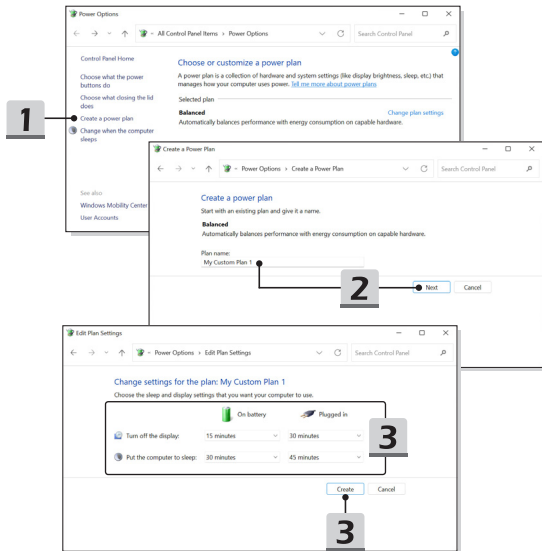 Power Options
All Control Panel Items > Power Options
Search Control Panel
Control Panel Home
Choose what the power
buttons do
Choose what closing the lid
does
Create a power plan
Change when the computer
sleeps
See also
Windows Mobility Center
User Accounts
Choose or customize a power plan
A power plan is a collection of hardware and system settings (like display brightness, sleep, etc.) that
manages how your computer uses power. Tell me more about power plans.
Selected plan
Balanced
Change plan settings
Automatically balances performance with energy consumption on capable hardware.
1
Create a Power Plan
Power Options > Create a Power Plan
Search Control Panel
Create a power plan
Start with an existing plan and give it a name.
Balanced
Automatically balances performance with energy consumption on capable hardware.
Plan name:
My Custom Plan 1
2
Next
Cancel
Edit Plan Settings
Power Options > Edit Plan Settings
Search Control Panel
Change settings for the plan: My Custom Plan 1
Choose the sleep and display settings that you want your computer to use.
On battery
Plugged in
Turn off the display:
15 minutes
30 minutes
Put the computer to sleep:
30 minutes
45 minutes
3
Create
Cancel
3